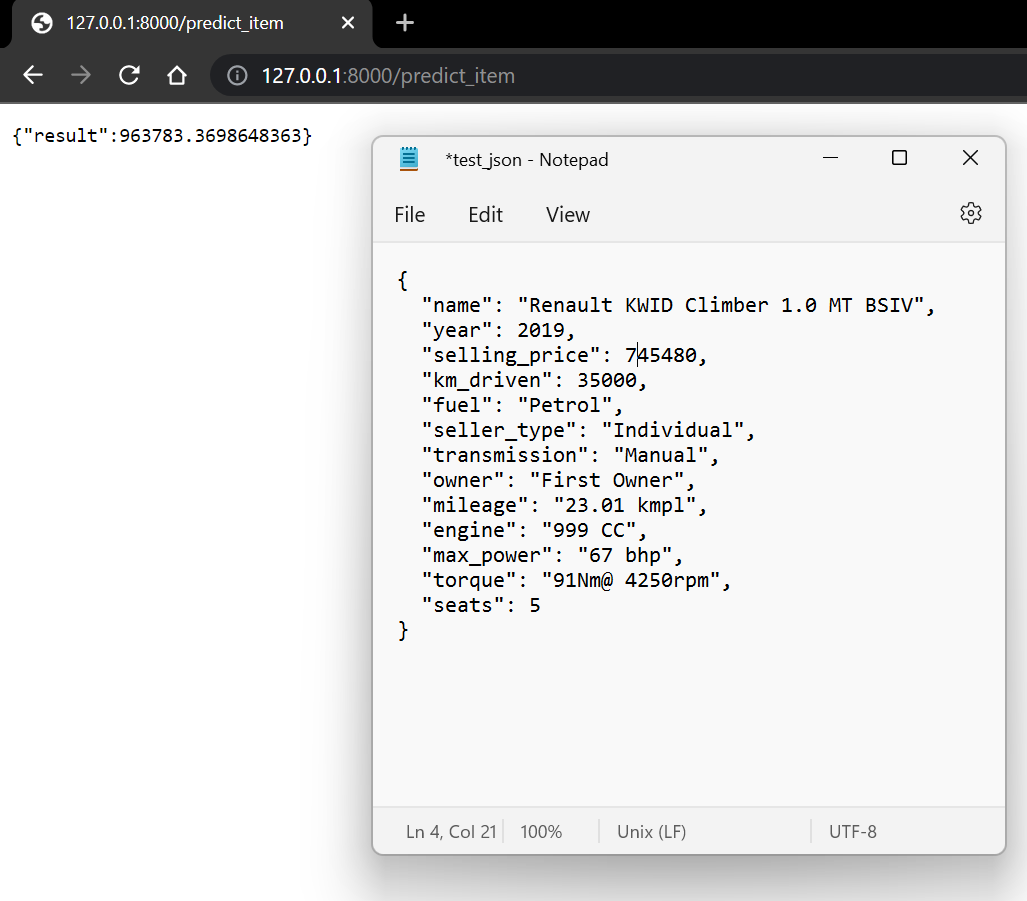 127.0.0.1:8000/predict_item
127.0.0.1:8000/predict_item
{"result":963783.3698648363}
*test_json - Notepad
File Edit View
{
  "name": "Renault KWID Climber 1.0 MT BSIV",
  "year": 2019,
  "selling_price": 745480,
  "km_driven": 35000,
  "fuel": "Petrol",
  "seller_type": "Individual",
  "transmission": "Manual",
  "owner": "First Owner",
  "mileage": "23.01 kmpl",
  "engine": "999 CC",
  "max_power": "67 bhp",
  "torque": "91Nm@ 4250rpm",
  "seats": 5
}
Ln 4, Col 21 100% Unix (LF) UTF-8